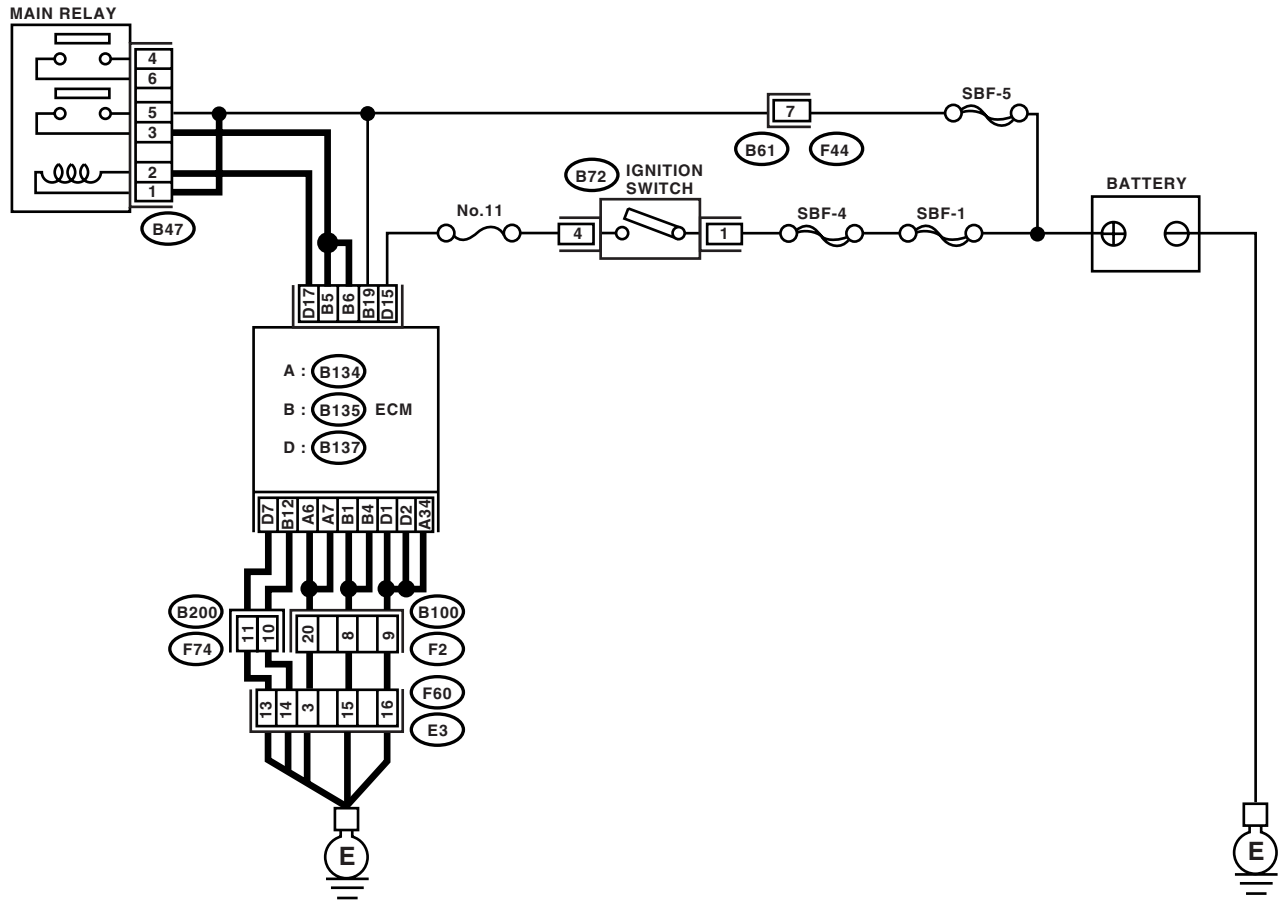 MAIN RELAY
4
6
5
3
2
1
B47
SBF-5
7
B61
F44
B72
IGNITION
SWITCH
No.11
4
1
SBF-4
SBF-1
BATTERY
D17
B5
B6
B19
D15
A : B134
B : B135 ECM
D : B137
D7
B12
A6
A7
B1
B4
D1
D2
A34
B200
F74
11
10
20
8
9
B100
F2
13
14
3
15
16
F60
E3
E
E